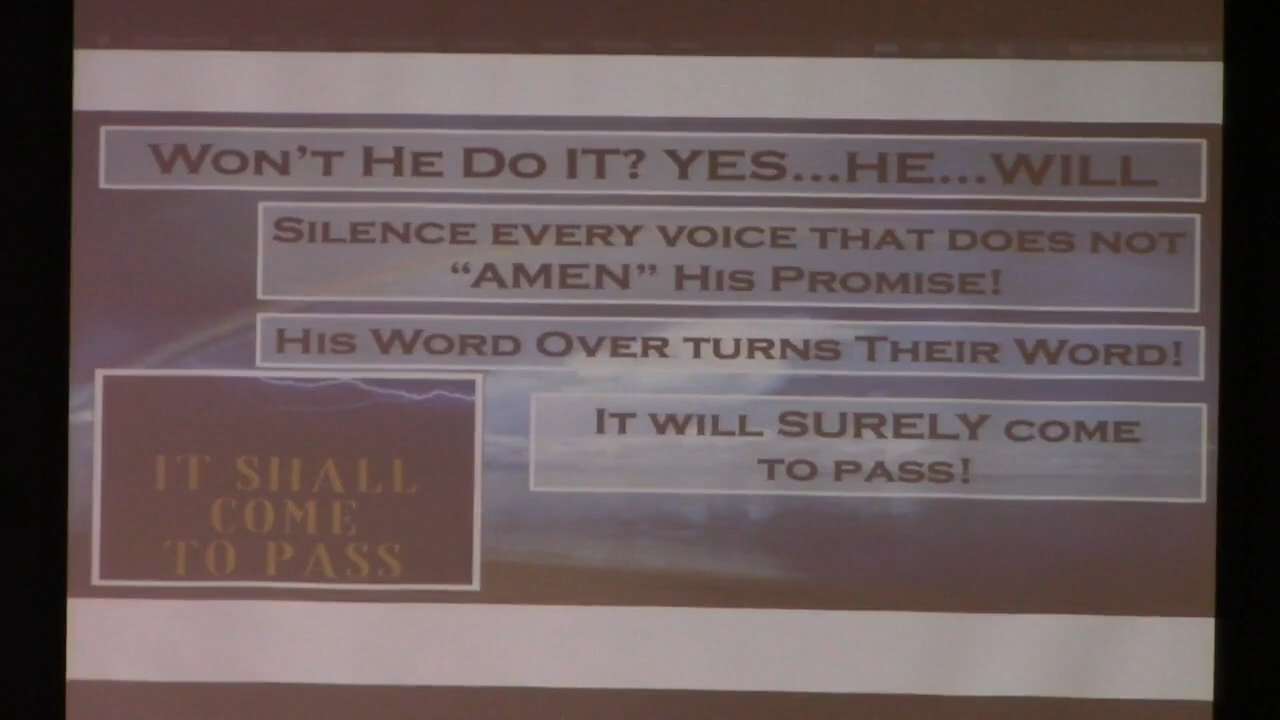 WON'T HE DO IT? YES...HE...WILL
SILENCE EVERY VOICE THAT DOES NOT
“AMEN” HIS PROMISE!
HIS WORD OVER TURNS THEIR WORD!
IT WILL SURELY COME
TO PASS!
IT SHALL
COME
TO PASS